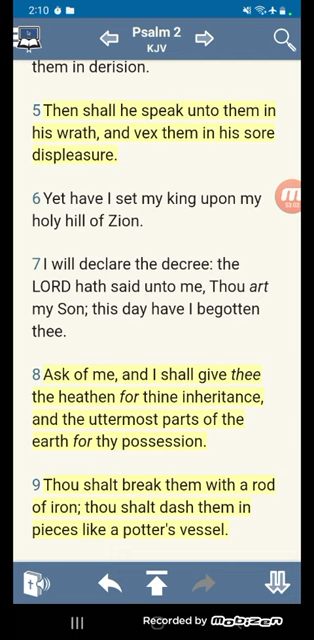 2:10
Psalm 2
KJV
them in derision.
5 Then shall he speak unto them in
his wrath, and vex them in his sore
displeasure.
6 Yet have I set my king upon my
holy hill of Zion.
7 I will declare the decree: the
LORD hath said unto me, Thou art
my Son; this day have I begotten
thee.
8 Ask of me, and I shall give thee
the heathen for thine inheritance,
and the uttermost parts of the
earth for thy possession.
9 Thou shalt break them with a rod
of iron; thou shalt dash them in
pieces like a potter's vessel.
Recorded by mobizen